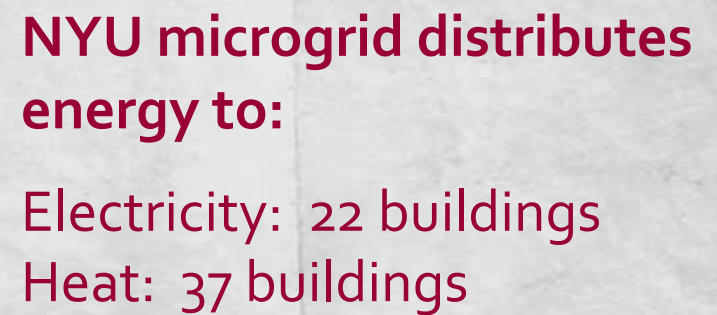 NYU microgrid distributes
energy to:
Electricity: 22 buildings
Heat: 37 buildings